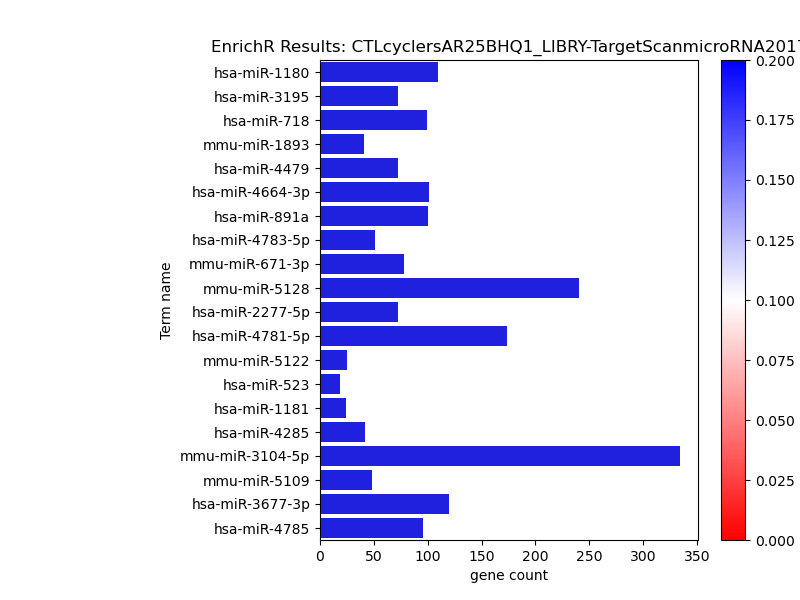 EnrichR Results: CTLcyclersAR25BHQ1_LIBRY-TargetScanmicroRNA2017
hsa-miR-1180
hsa-miR-3195
hsa-miR-718
mmu-miR-1893
hsa-miR-4479
hsa-miR-4664-3p
hsa-miR-891a
hsa-miR-4783-5p
mmu-miR-671-3p
mmu-miR-5128
hsa-miR-2277-5p
hsa-miR-4781-5p
mmu-miR-5122
hsa-miR-523
hsa-miR-1181
hsa-miR-4285
mmu-miR-3104-5p
mmu-miR-5109
hsa-miR-3677-3p
hsa-miR-4785
Term name
0 50 100 150 200 250 300 350
gene count
0.200
0.175
0.150
0.125
0.100
0.075
0.050
0.025
0.000